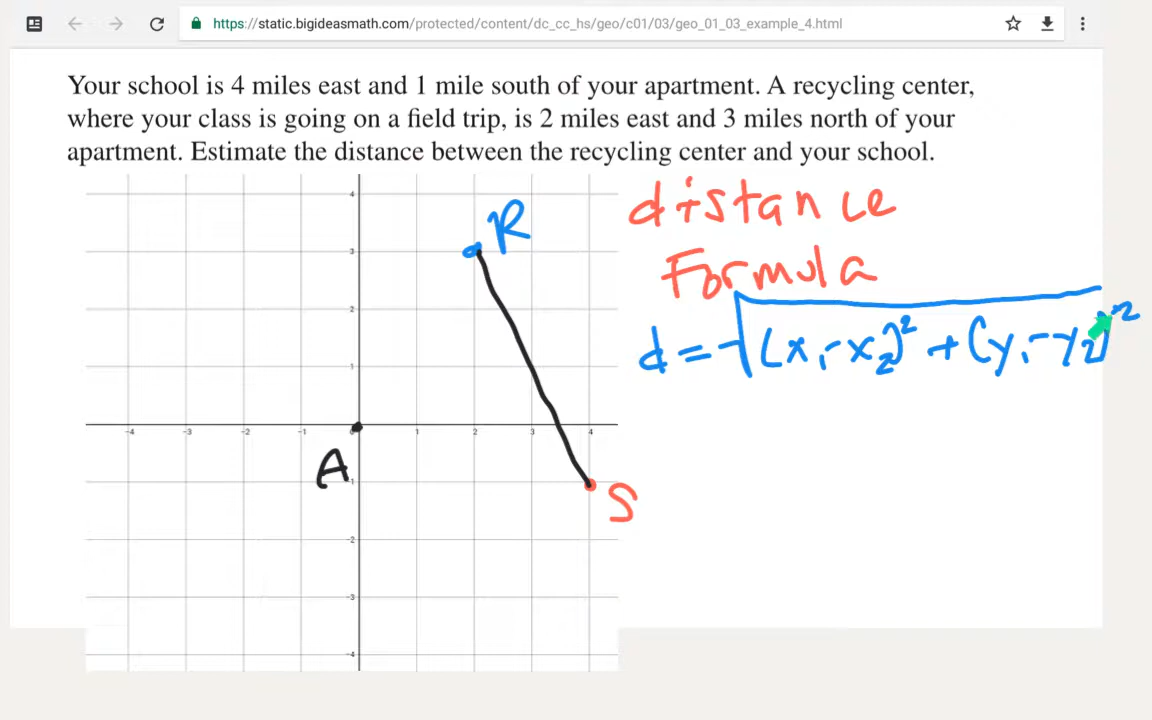 https://static.bigideasmath.com/protected/content/dc_cc_hs/geo/c01/03/geo_01_03_example_4.html
Your school is 4 miles east and 1 mile south of your apartment. A recycling center,
where your class is going on a field trip, is 2 miles east and 3 miles north of your
apartment. Estimate the distance between the recycling center and your school.
distance
Formula
d = √(x₁-x₂)² + (y₁-y₂)²
R
A
S
4
3
2
1
-4 -3 -2 -1 0 1 2 3 4
-1
-2
-3
-4